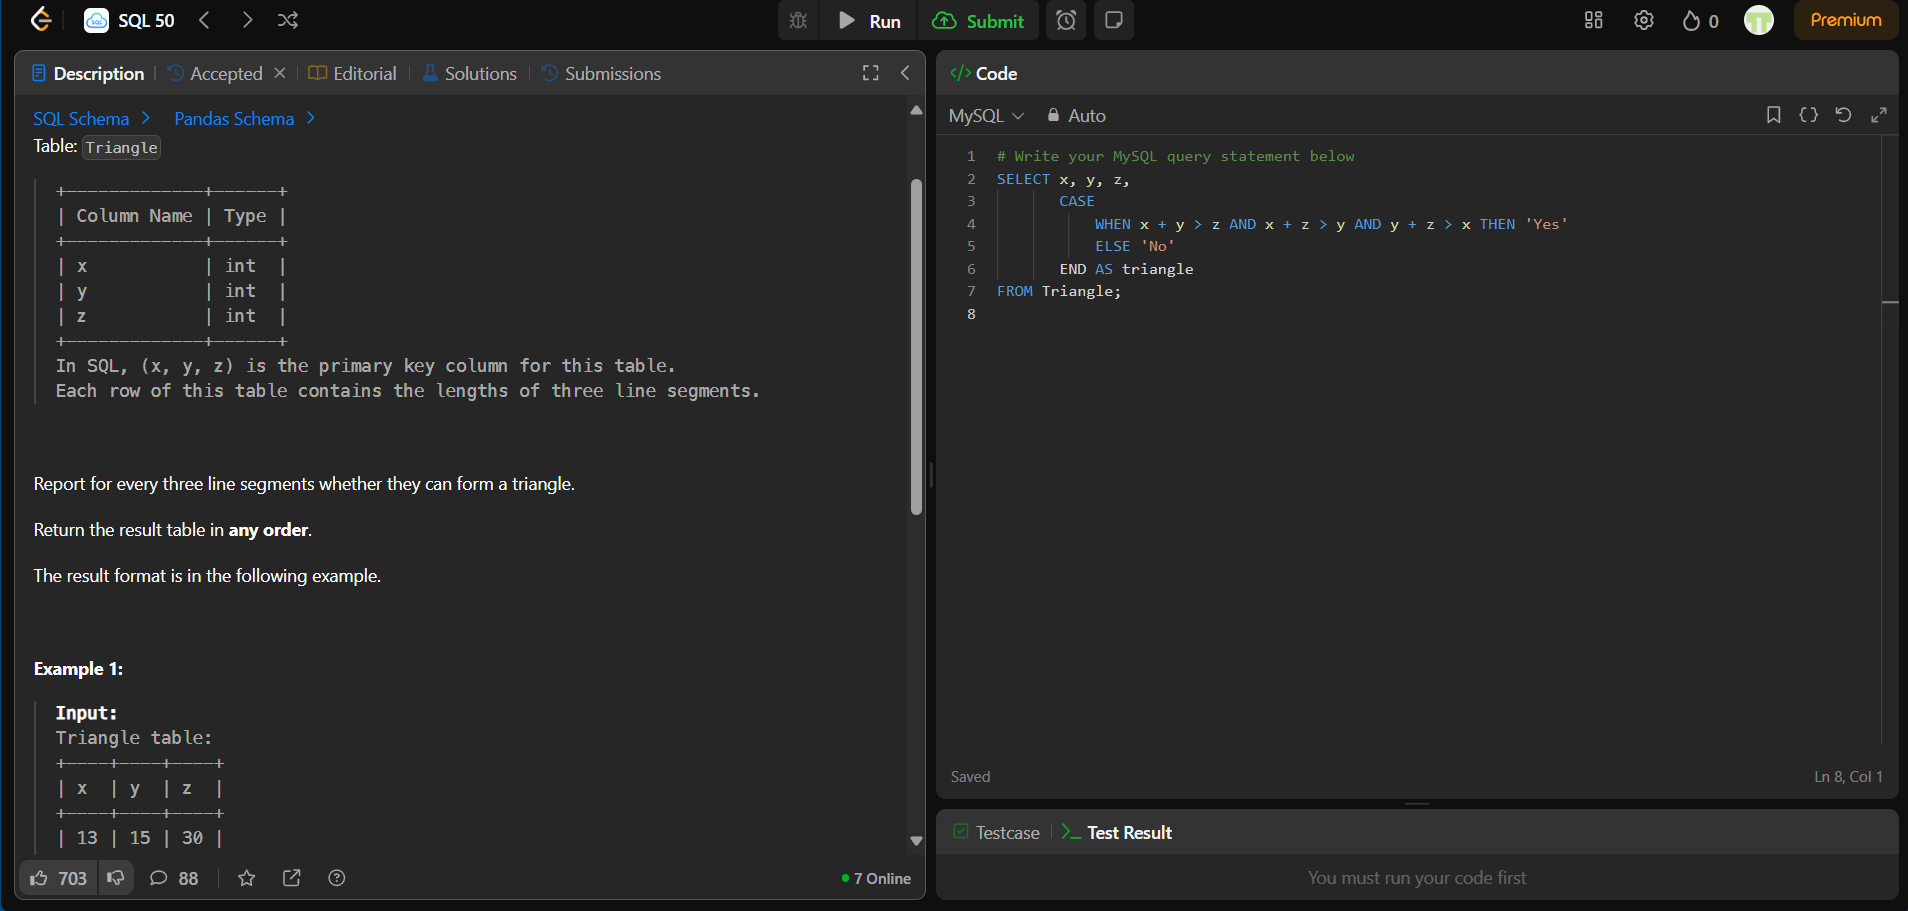 SQL 50 Run Submit 0 Premium
Description Accepted Editorial Solutions Submissions
SQL Schema Pandas Schema
Table: Triangle
+-------------+------+
| Column Name | Type |
+-------------+------+
| x           | int  |
| y           | int  |
| z           | int  |
+-------------+------+
In SQL, (x, y, z) is the primary key column for this table.
Each row of this table contains the lengths of three line segments.
Report for every three line segments whether they can form a triangle.
Return the result table in any order.
The result format is in the following example.
Example 1:
Input:
Triangle table:
+----+----+----+
| x  | y  | z  |
+----+----+----+
| 13 | 15 | 30 |
703 88 7 Online
</> Code
MySQL Auto
1 # Write your MySQL query statement below
2 SELECT x, y, z,
3        CASE
4            WHEN x + y > z AND x + z > y AND y + z > x THEN 'Yes'
5            ELSE 'No'
6        END AS triangle
7 FROM Triangle;
8
Saved Ln 8, Col 1
Testcase >_ Test Result
You must run your code first